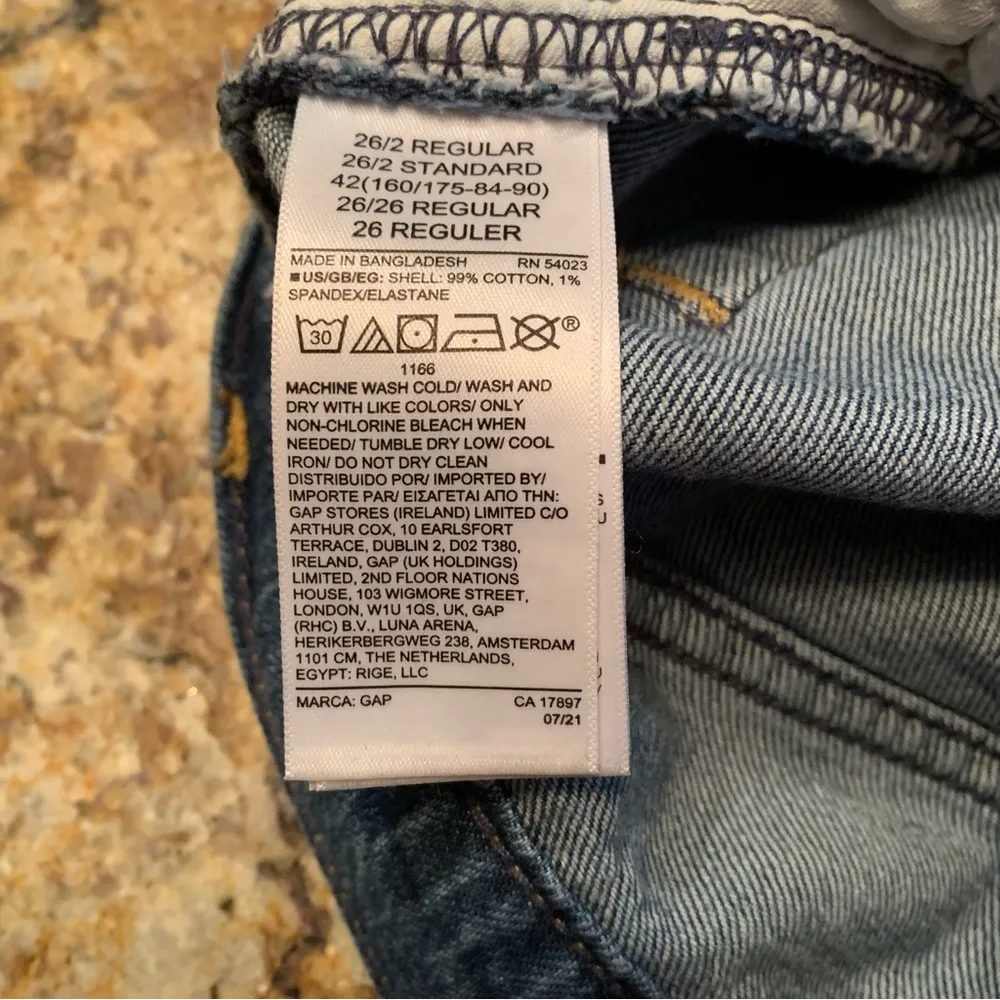 26/2 REGULAR
26/2 STANDARD
42(160/175-84-90)
26/26 REGULAR
26 REGULER
MADE IN BANGLADESH RN 54023
US/GB/EG: SHELL: 99% COTTON, 1%
SPANDEX/ELASTANE
30 ®
1166
MACHINE WASH COLD/ WASH AND
DRY WITH LIKE COLORS/ ONLY
NON-CHLORINE BLEACH WHEN
NEEDED/ TUMBLE DRY LOW/ COOL
IRON/ DO NOT DRY CLEAN
DISTRIBUIDO POR/ IMPORTED BY/
IMPORTE PAR/ ΕΙΣΑΓΕΤΑΙ ΑΠΟ ΤΗΝ:
GAP STORES (IRELAND) LIMITED C/O
ARTHUR COX, 10 EARLSFORT
TERRACE, DUBLIN 2, D02 T380,
IRELAND, GAP (UK HOLDINGS)
LIMITED, 2ND FLOOR NATIONS
HOUSE, 103 WIGMORE STREET,
LONDON, W1U 1QS, UK, GAP
(RHC) B.V., LUNA ARENA,
HERIKERBERGWEG 238, AMSTERDAM
1101 CM, THE NETHERLANDS,
EGYPT: RIGE, LLC
MARCA: GAP CA 17897
07/21